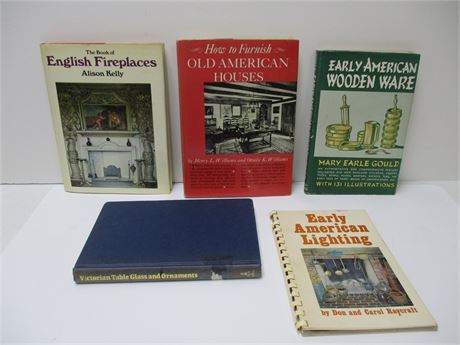 The Book of
English Fireplaces
Alison Kelly
How to Furnish
OLD AMERICAN
HOUSES
by Henry L. Williams and Ottalie K. Williams
EARLY AMERICAN
WOODEN WARE
MARY EARLE GOULD
WITH 131 ILLUSTRATIONS
Victorian Table Glass and Ornaments
Early
American
Lighting
by Don and Carol Raycraft